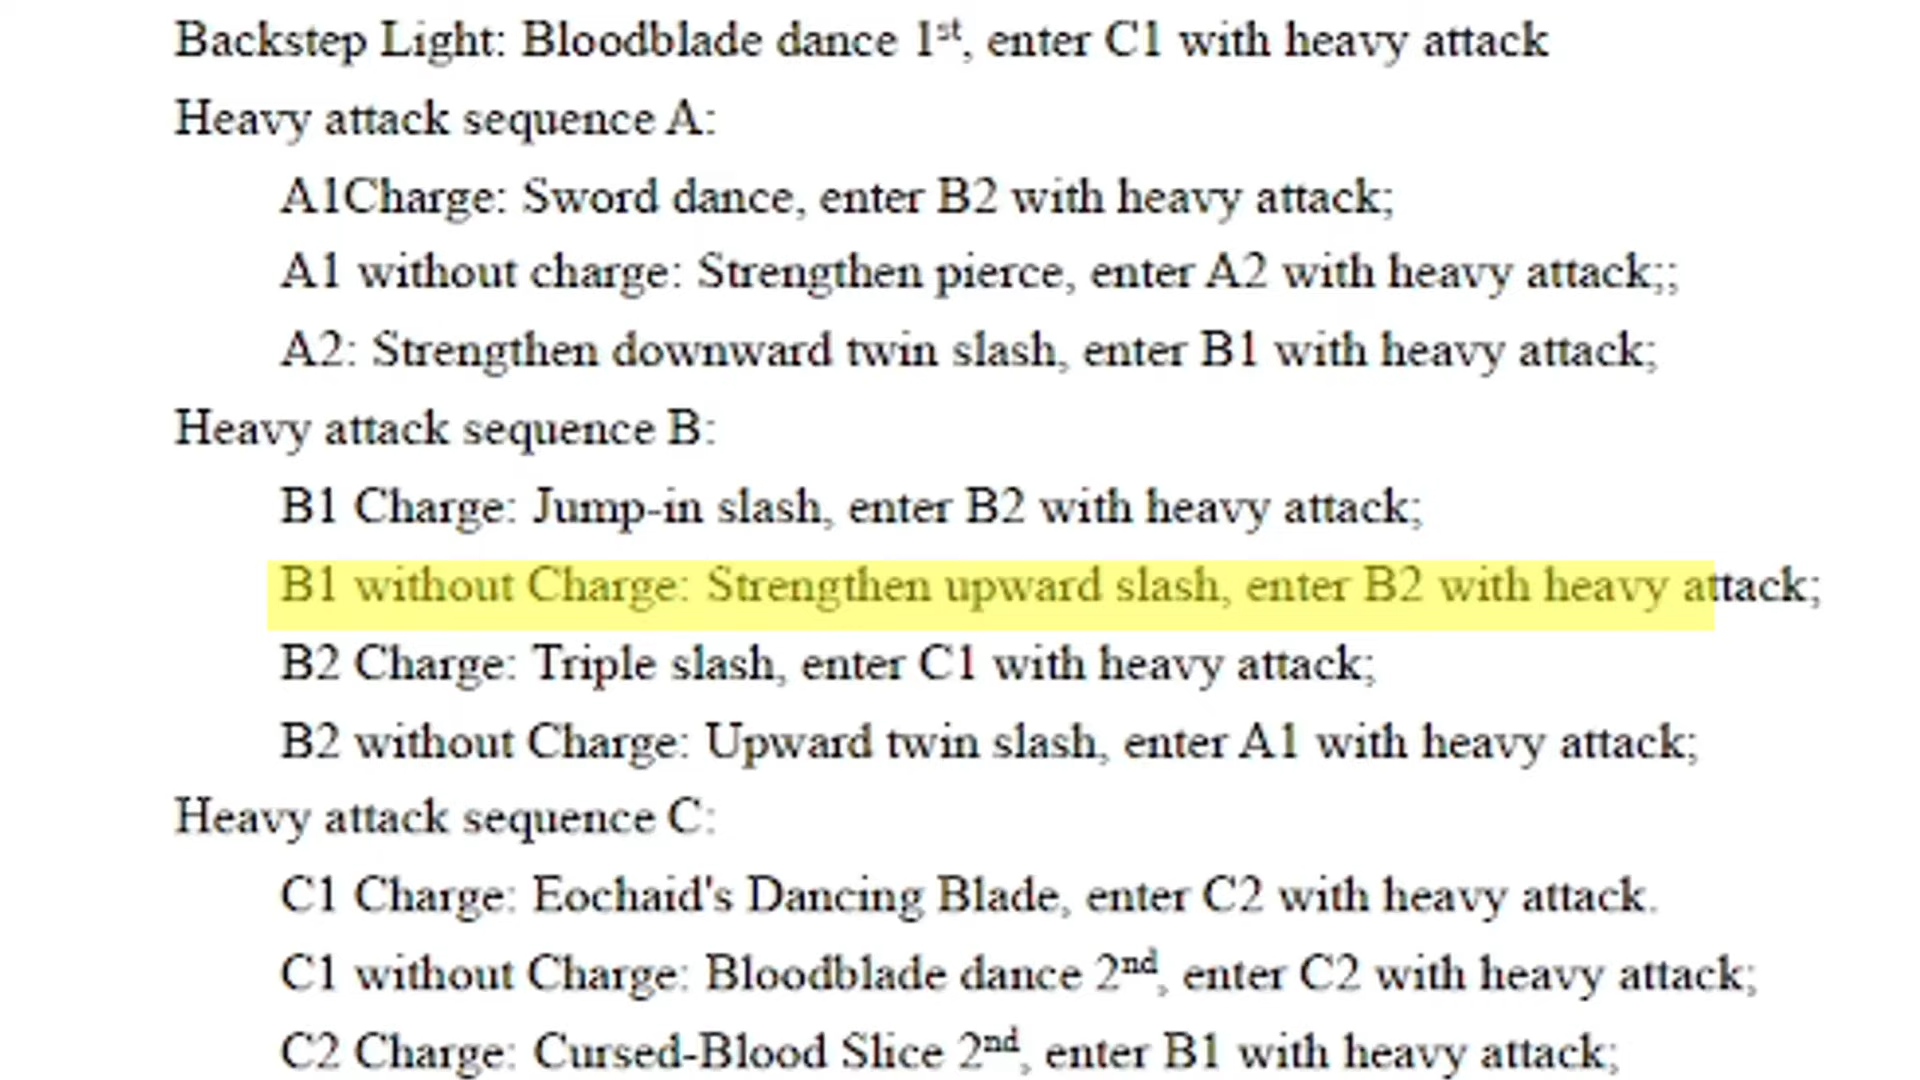 Backstep Light: Bloodblade dance 1st, enter C1 with heavy attack
Heavy attack sequence A:
A1Charge: Sword dance, enter B2 with heavy attack;
A1 without charge: Strengthen pierce, enter A2 with heavy attack;;
A2: Strengthen downward twin slash, enter B1 with heavy attack;
Heavy attack sequence B:
B1 Charge: Jump-in slash, enter B2 with heavy attack;
B1 without Charge: Strengthen upward slash, enter B2 with heavy attack;
B2 Charge: Triple slash, enter C1 with heavy attack;
B2 without Charge: Upward twin slash, enter A1 with heavy attack;
Heavy attack sequence C:
C1 Charge: Eochaid's Dancing Blade, enter C2 with heavy attack.
C1 without Charge: Bloodblade dance 2nd, enter C2 with heavy attack;
C2 Charge: Cursed-Blood Slice 2nd, enter B1 with heavy attack;